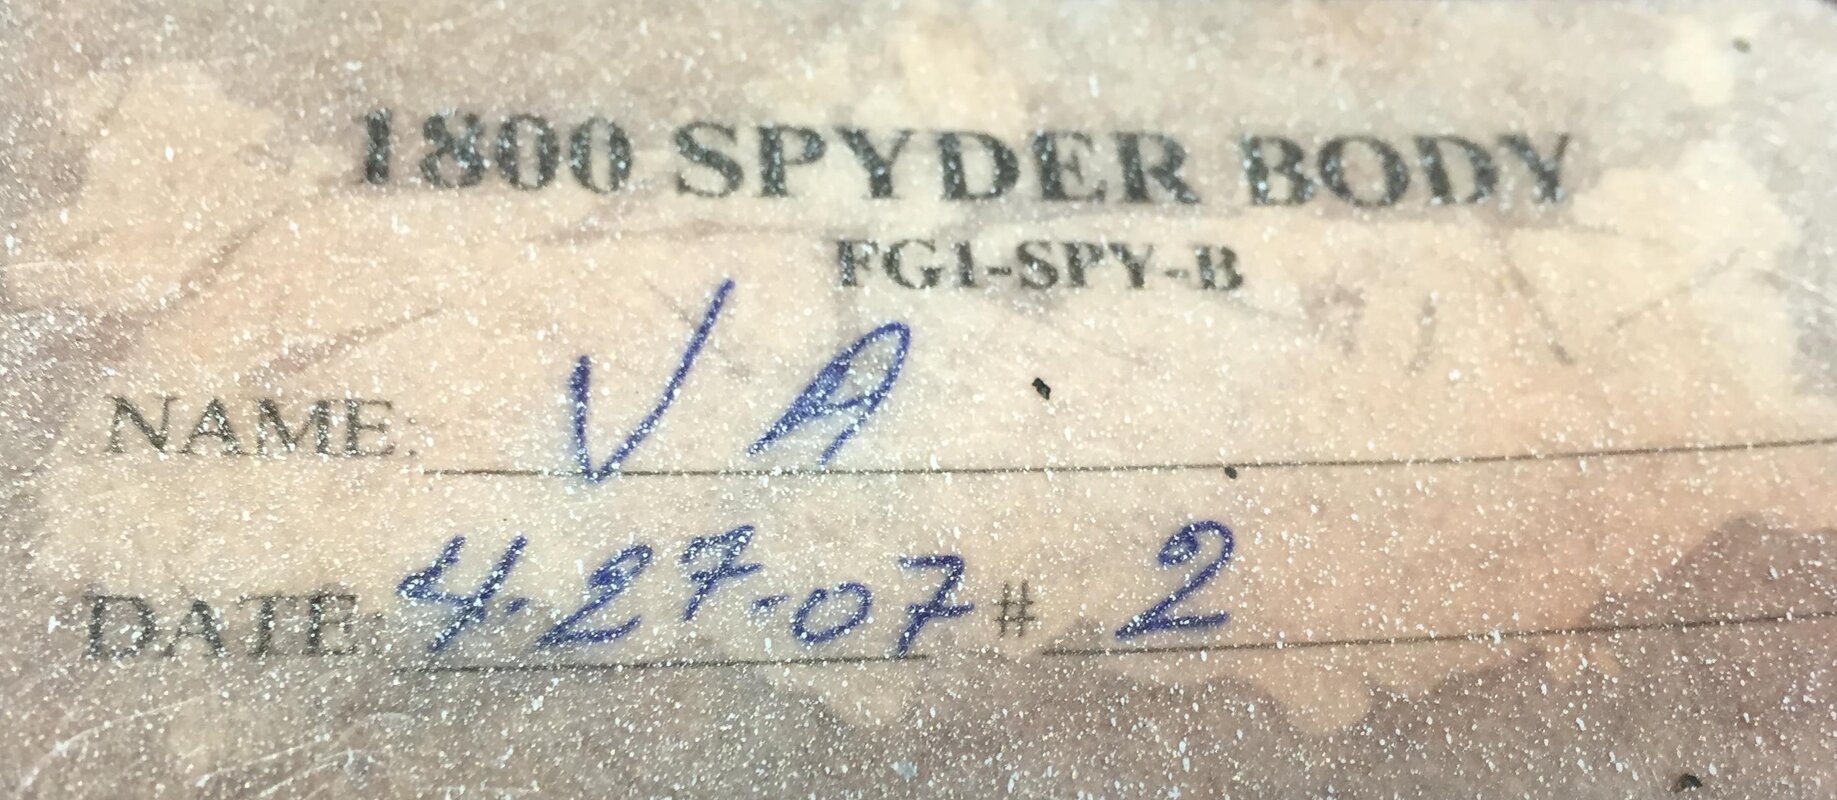 1800 SPYDER BODY
FG1-SPY-B
NAME: VA
DATE: 4-27-07 # 2